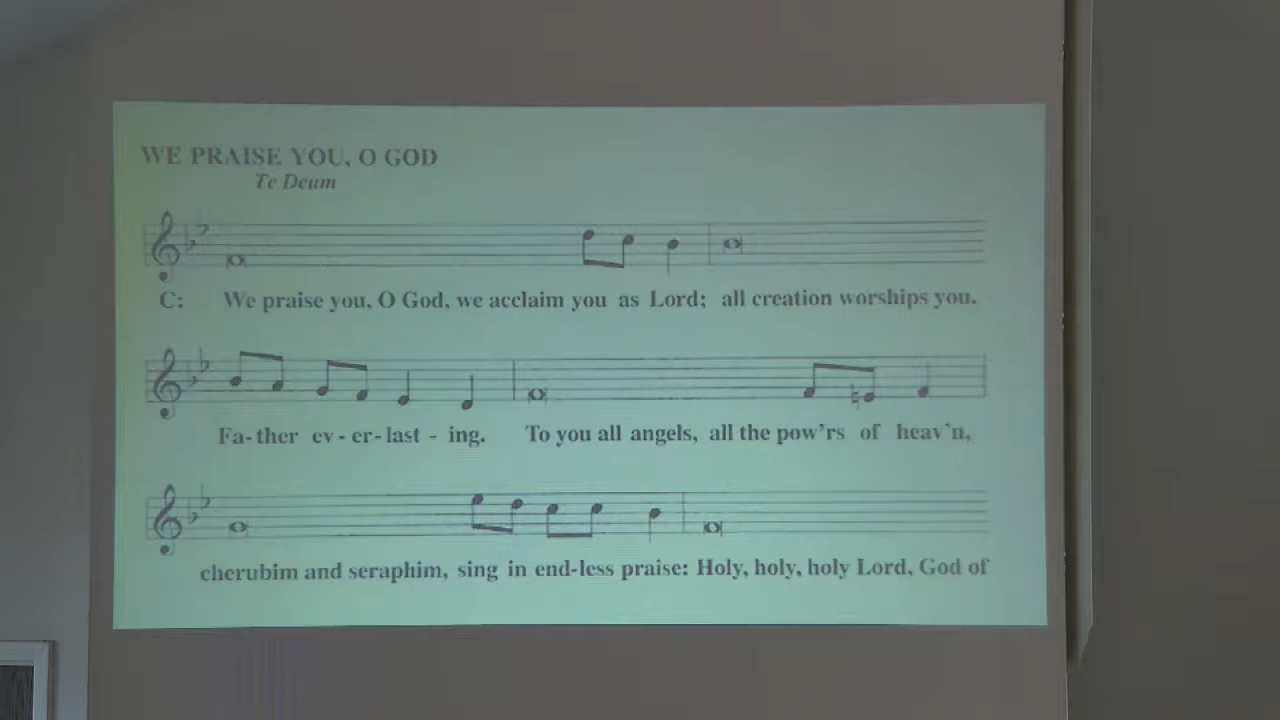 WE PRAISE YOU, O GOD
Te Deum
C: We praise you, O God, we acclaim you as Lord; all creation worships you.
Fa- ther ev - er - last - ing. To you all angels, all the pow'rs of heav'n,
cherubim and seraphim, sing in end-less praise: Holy, holy, holy Lord, God of